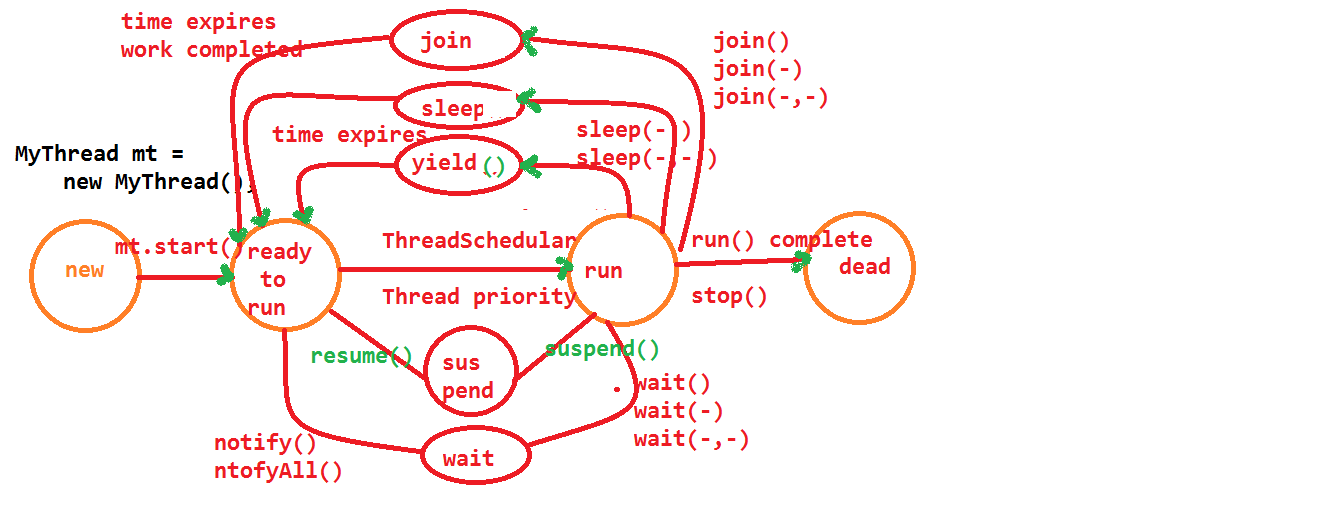 time expires
work completed
join
join()
join(-)
join(-,-)
sleep
time expires
sleep(- )
sleep(-,- )
yield ()
MyThread mt =
new MyThread();
mt.start()
new
ready
to
run
ThreadSchedular
Thread priority
run
run() complete
dead
stop()
resume()
sus
pend
suspend()
wait()
wait(-)
wait(-,-)
notify()
ntofyAll()
wait